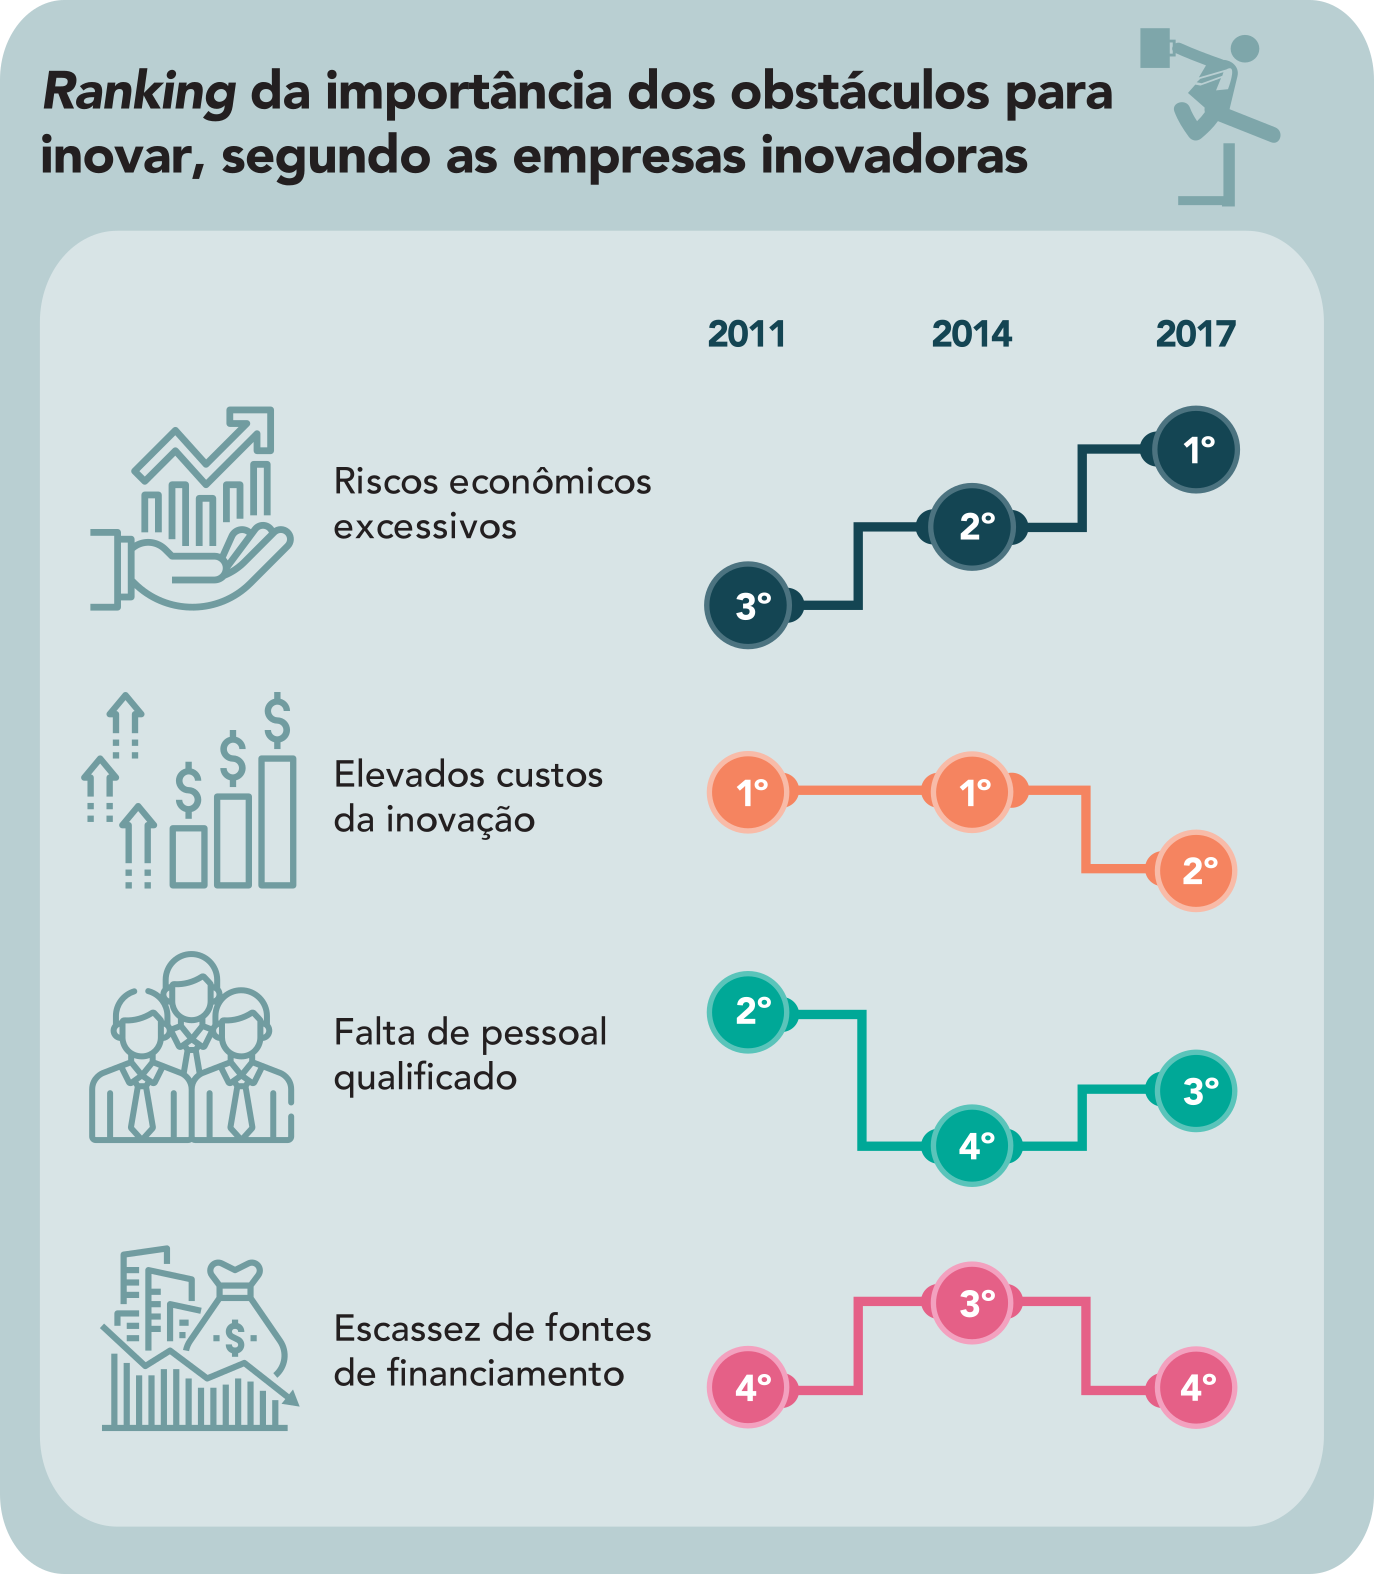 Ranking da importância dos obstáculos para
inovar, segundo as empresas inovadoras
2011 2014 2017
Riscos econômicos
excessivos
3º 2º 1º
Elevados custos
da inovação
1º 1º 2º
Falta de pessoal
qualificado
2º 4º 3º
Escassez de fontes
de financiamento
4º 3º 4º
$ $ $
$